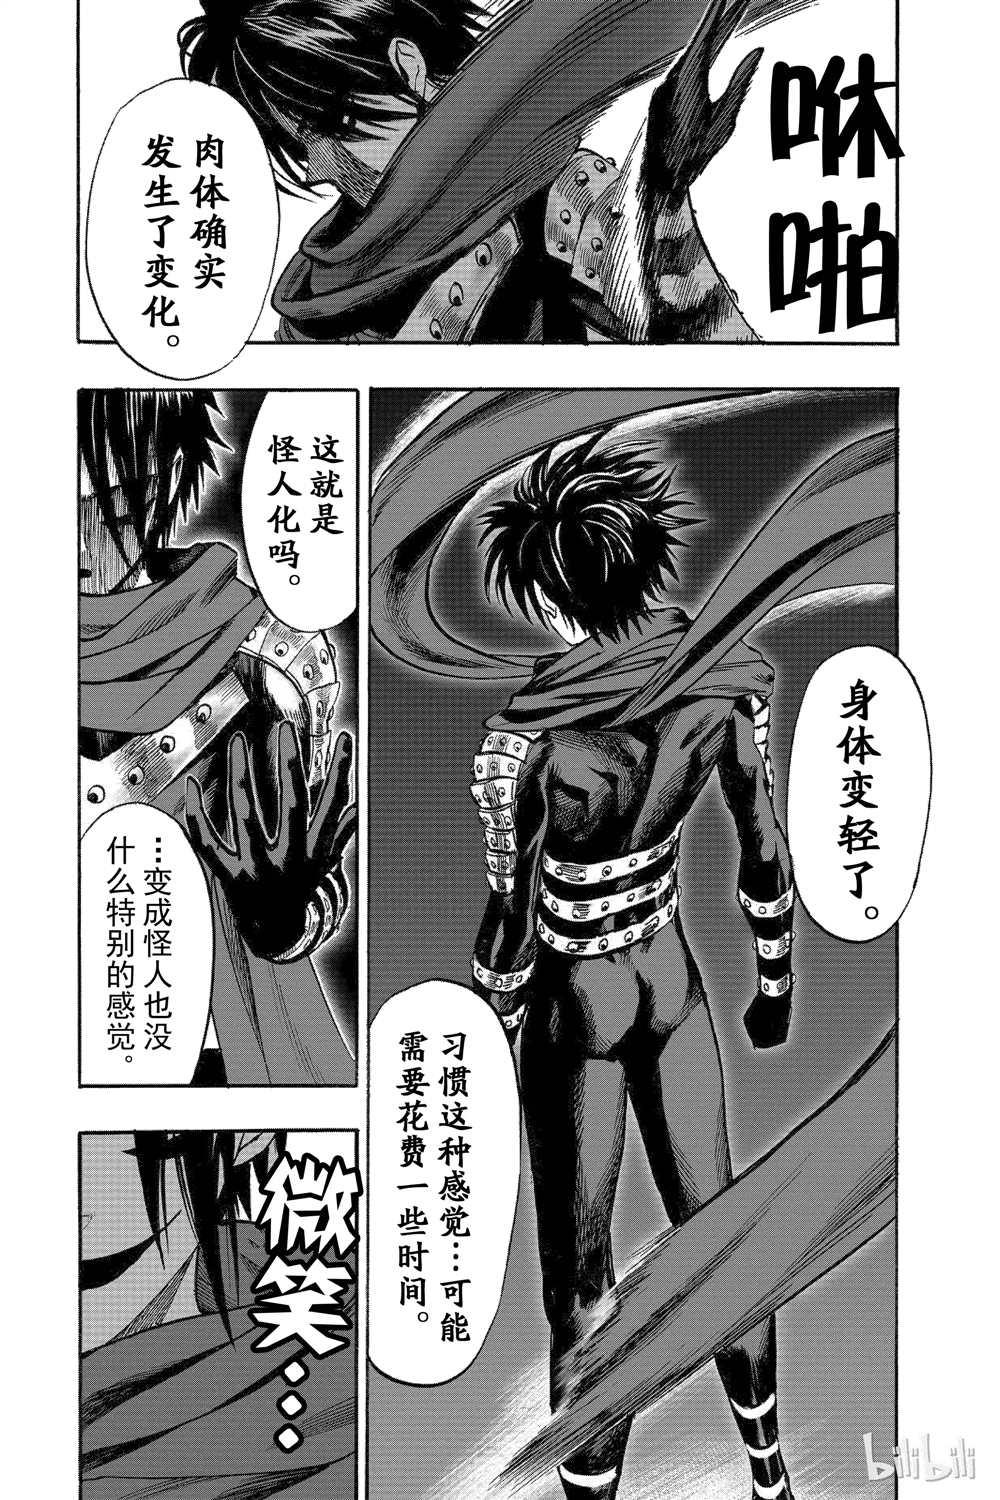 咻
啪
肉体确实
发生了变化。
身体变轻了。
习惯这种感觉…可能
需要花费一些时间。
这就是
怪人化吗。
…变成怪人也没
什么特别的感觉。
微笑…
bilibili